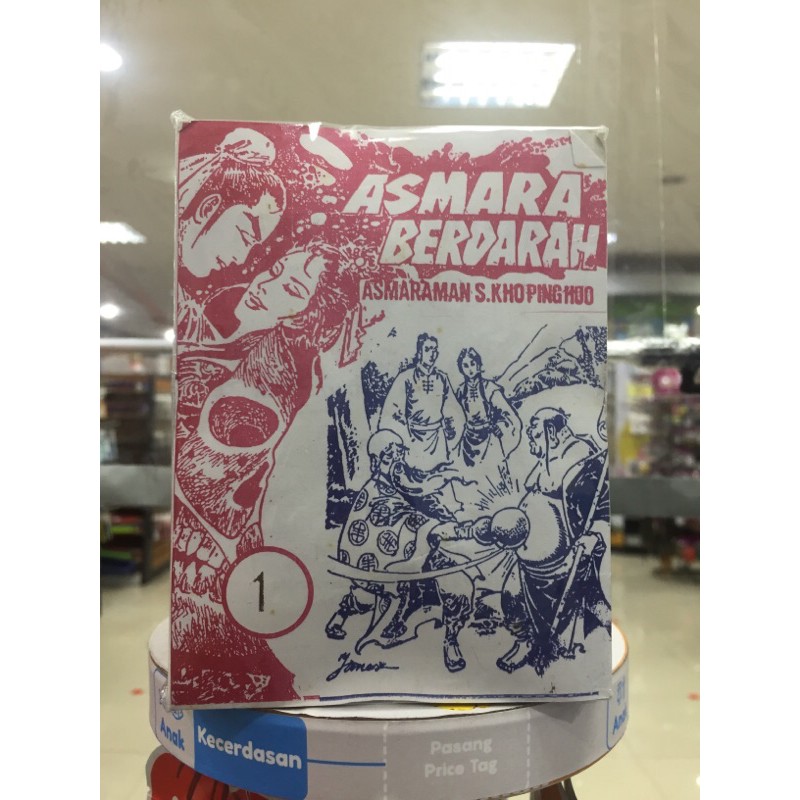 ASMARA
BERDARAH
ASMARAMAN S. KHO PING HOO
1
Anak
Kecerdasan
Pasang
Price Tag